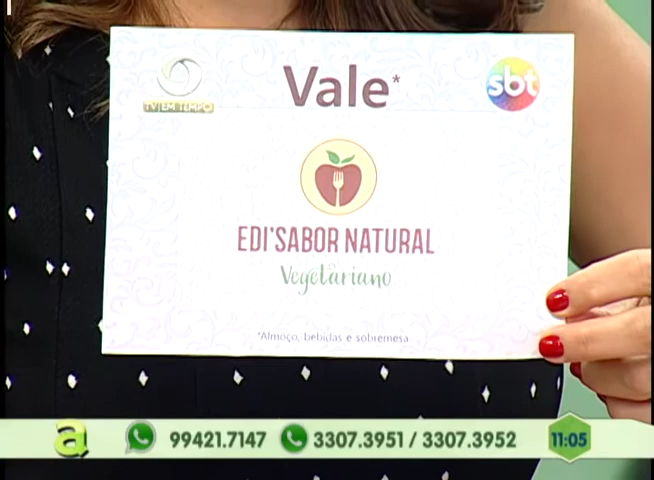 TV EM TEMPO
Vale*
sbt
EDI'SABOR NATURAL
Vegetariano
*Almoço, bebidas e sobremesa
a 99421.7147 3307.3951 / 3307.3952 11:05